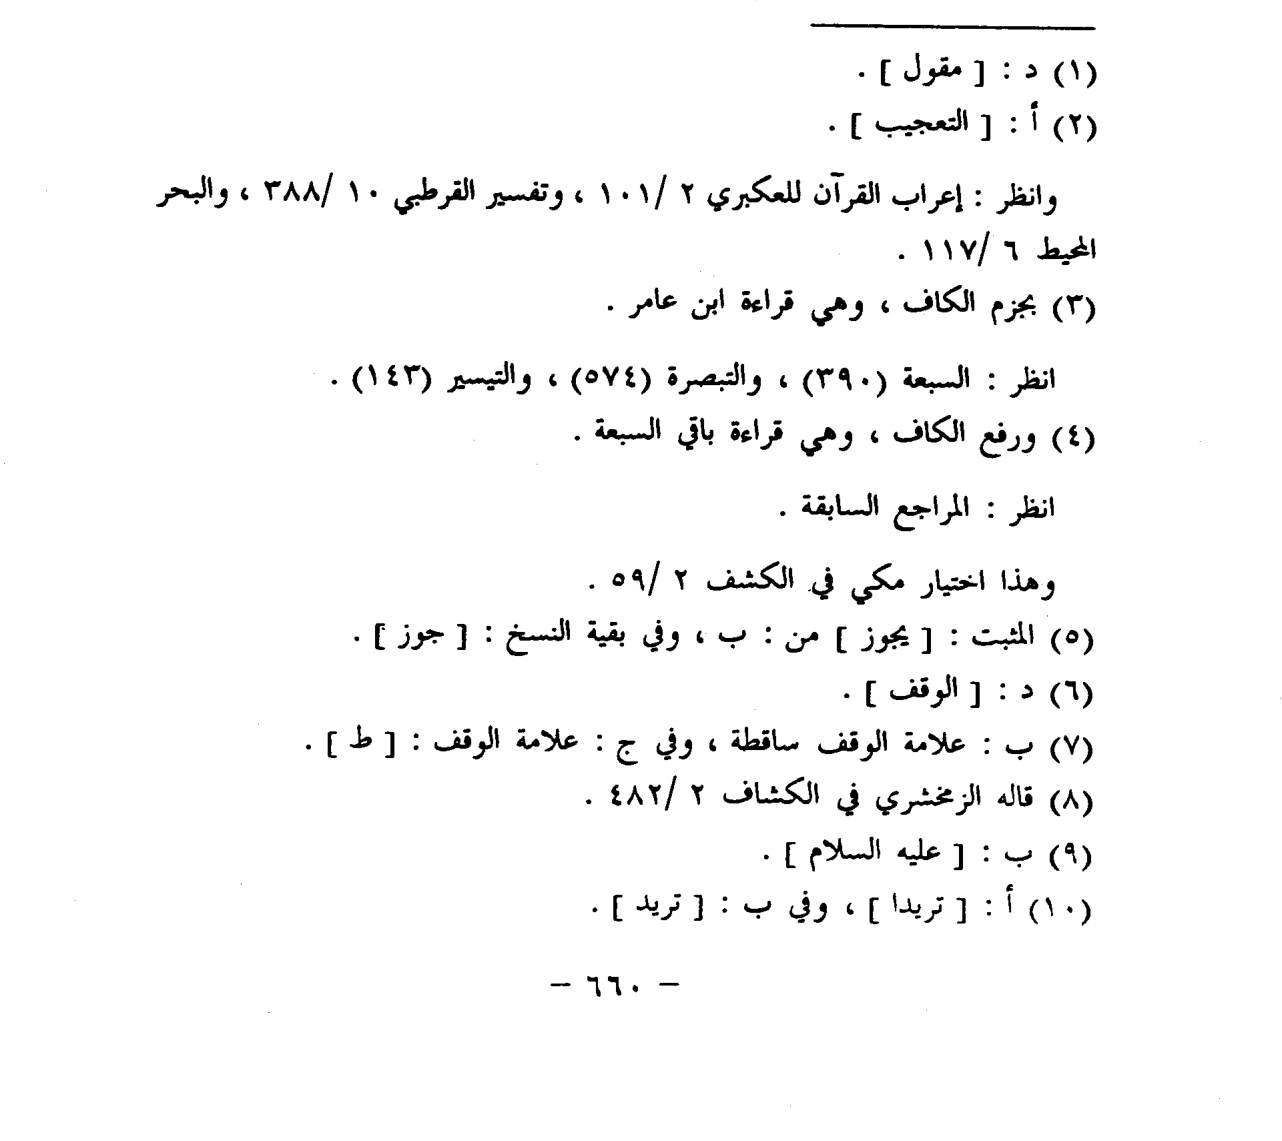 (١) د : [ مقول ] .
(٢) أ : [ التعجيب ] .
وانظر : إعراب القرآن للعكبري ٢ /١٠١ ، وتفسير القرطبي ١٠ /٣٨٨ ، والبحر
المحيط ٦ /١١٧ .
(٣) بجزم الكاف ، وهي قراءة ابن عامر .
انظر : السبعة (٣٩٠) ، والتبصرة (٥٧٤) ، والتيسير (١٤٣) .
(٤) ورفع الكاف ، وهي قراءة باقي السبعة .
انظر : المراجع السابقة .
وهذا اختيار مكي في الكشف ٢ /٥٩ .
(٥) المثبت : [ يجوز ] من : ب ، وفي بقية النسخ : [ جوز ] .
(٦) د : [ الوقف ] .
(٧) ب : علامة الوقف ساقطة ، وفي ج : علامة الوقف : [ ط ] .
(٨) قاله الزمخشري في الكشاف ٢ /٤٨٢ .
(٩) ب : [ عليه السلام ] .
(١٠) أ : [ تريدا ] ، وفي ب : [ تريد ] .
– ٦٦٠ –